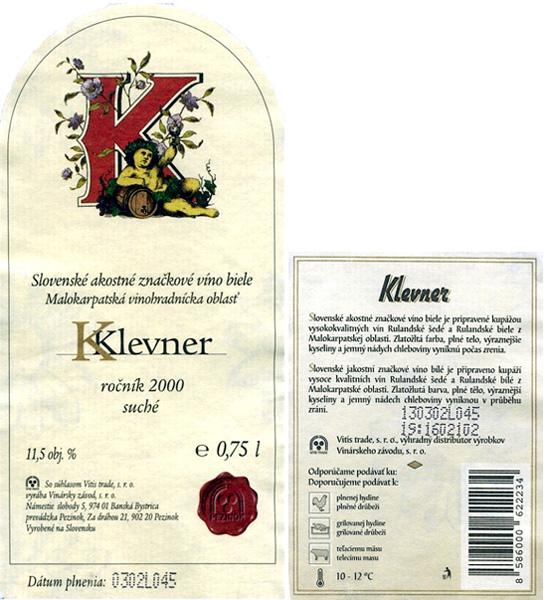 K
Slovenské akostné značkové víno biele
Malokarpatská vinohradnícka oblasť
K Klevner
ročník 2000
suché
11,5 obj. %
e 0,75 l
So súhlasom Vitis trade, s. r. o.
vyrába Vinársky závod, s. r. o.
Námestie slobody 5, 974 01 Banská Bystrica
prevádzka Pezinok, Za dráhou 21, 902 20 Pezinok
Vyrobené na Slovensku
PEZINOK
Dátum plnenia: 0302L045
Klevner
Slovenské akostné značkové víno biele je pripravené kupážou
vysokokvalitných vín Rulandské šedé a Rulandské biele z
Malokarpatskej oblasti. Zlatožltá farba, plné telo, výraznejšie
kyseliny a jemný nádych chleboviny vyniknú počas zrenia.
Slovenské jakostní značkové víno bílé je připraveno kupáží
vysoce kvalitních vín Rulandské šedé a Rulandské bílé z
Malokarpatské oblasti. Zlatožlutá barva, plné tělo, výraznější
kyseliny a jemný nádech chleboviny vyniknou v průběhu
zrání.
130302L045
19:1602102
Vitis trade, s. r. o., výhradný distribútor výrobkov
Vinárskeho závodu, s. r. o.
Odporúčame podávať ku:
Doporučujeme podávat k:
plnenej hydine
plněné drůbeži
grilovanej hydine
grilované drůbeži
teľaciemu mäsu
telecímu masu
10 - 12 °C
8 586000 622234